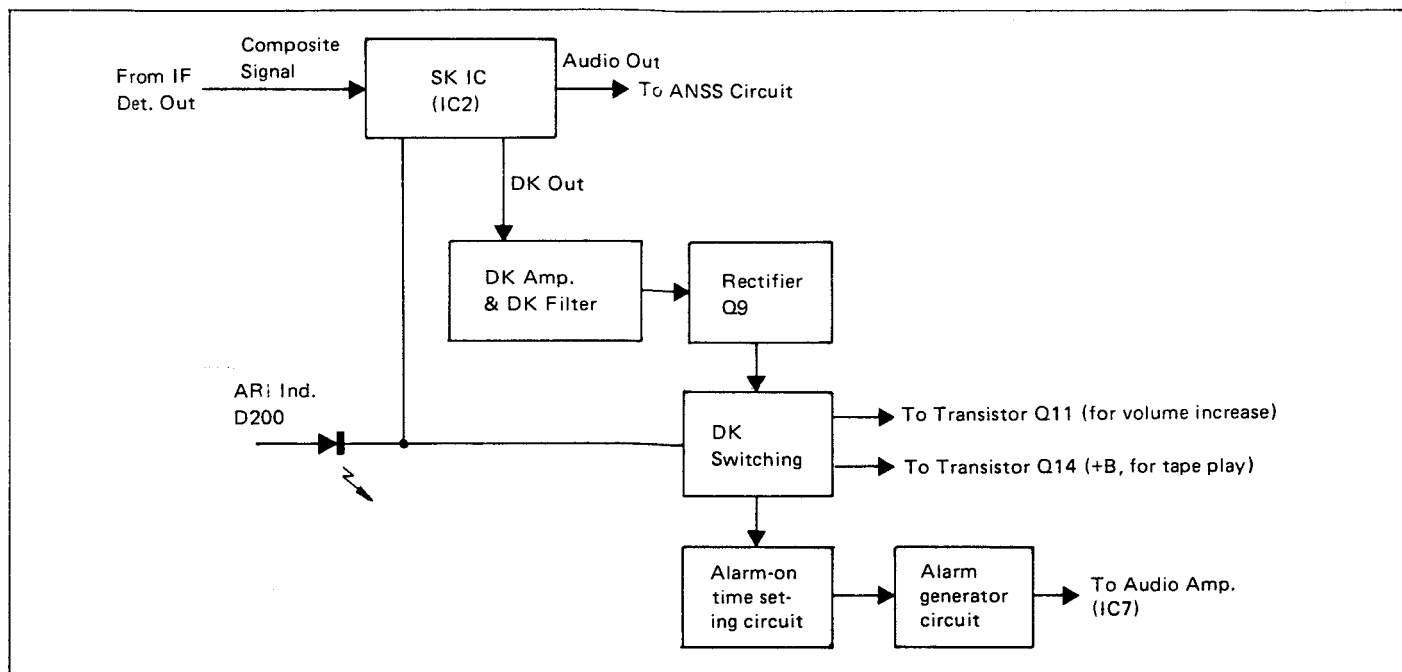 Composite
Signal
From IF
Det. Out
SK IC
(IC2)
Audio Out
To ANSS Circuit
DK Out
DK Amp.
& DK Filter
Rectifier
Q9
ARi Ind.
D200
DK
Switching
To Transistor Q11 (for volume increase)
To Transistor Q14 (+B, for tape play)
Alarm-on
time set-
ing circuit
Alarm
generator
circuit
To Audio Amp.
(IC7)